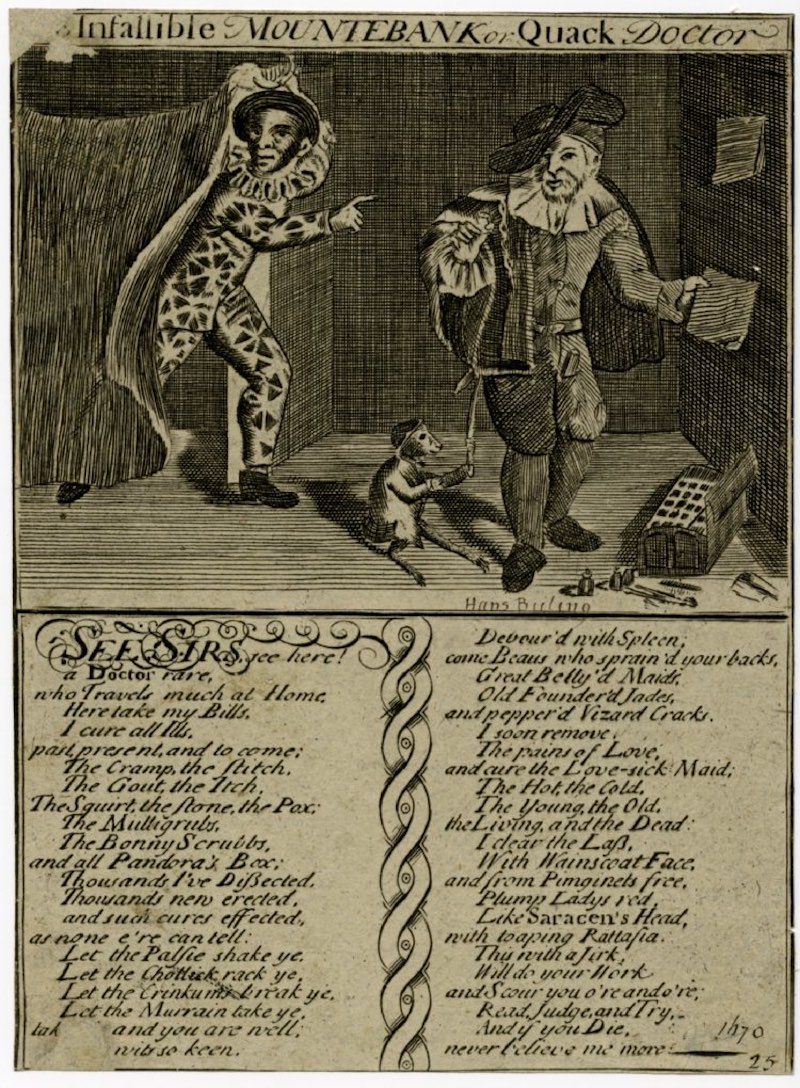 Infallible MOUNTEBANK or Quack Doctor
Hans Buling
SEE SIRS, see here!
a Doctor rare,
who Travels much at Home,
Here take my Bills,
I cure all Ills,
past, present, and to come;
The Cramp, the stitch,
The Gout, the Itch,
The Squirt, the stone, the Pox;
The Mulligrubs,
The Bonny Scrubbs,
and all Pandora's Box;
Thousands I've Dißected,
Thousands new erected,
and such cures effected,
as none e're can tell:
Let the Palsie shake ye,
Let the Chollick rack ye,
Let the Crinkums break ye,
Let the Murrain take ye,
tak and you are well;
wits so keen,
Devour'd with Spleen;
come Beaus who sprain'd your backs,
Great Belly'd Maids,
Old Founder'd Jades,
and pepper'd Vizard Cracks.
I soon remove,
The pains of Love,
and cure the Love-sick Maid;
The Hot, the Cold,
The Young, the Old,
the Living, and the Dead:
I clear the Laß,
With Wainscoat Face,
and from Pimginets free,
Plump Ladys red,
Like Saracen's Head,
with toaping Rattafia.
This with a Jirk,
Will do your Work
and Scour you o're and o're;
Read, Judge, and Try,
And if you Die,
never believe me more
1670
25